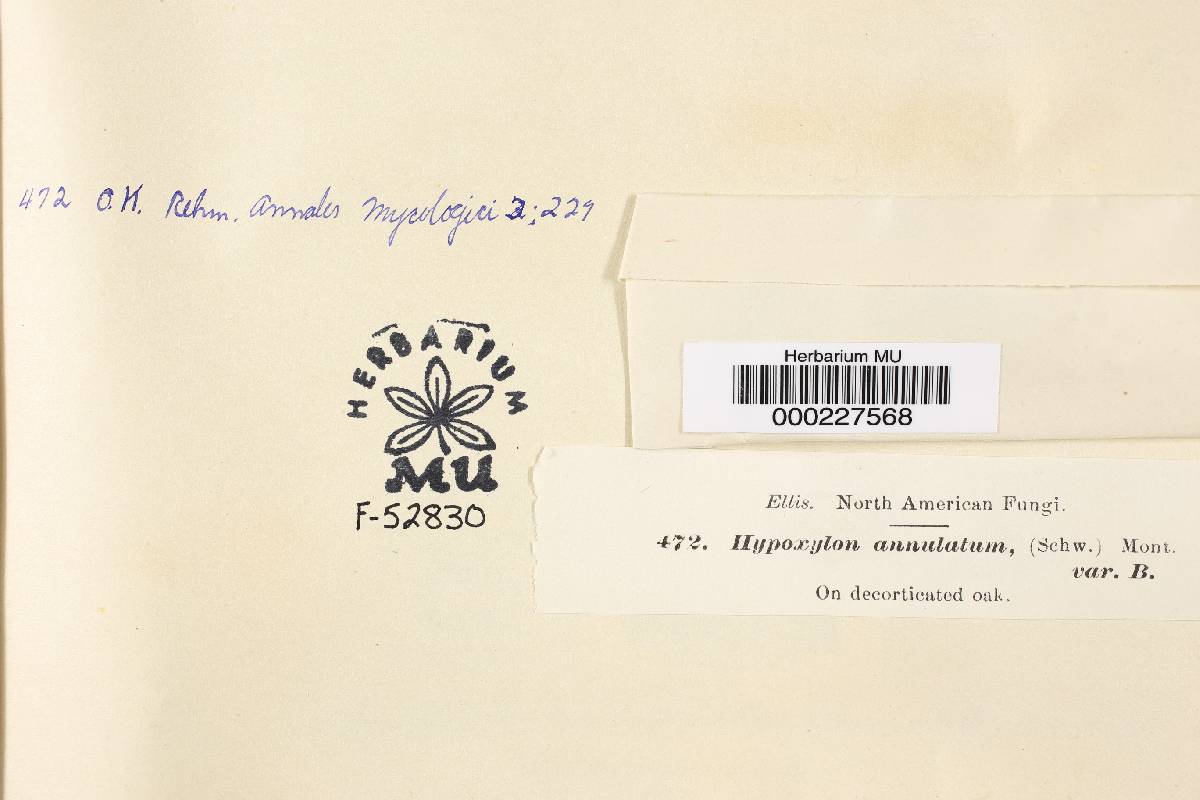 472 O.K. Rehm. Annales Mycologici 2:229
HERBARIUM
MU
F-52830
Herbarium MU
000227568
Ellis. North American Fungi.
472. Hypoxylon annulatum, (Schw.) Mont.
var. B.
On decorticated oak.